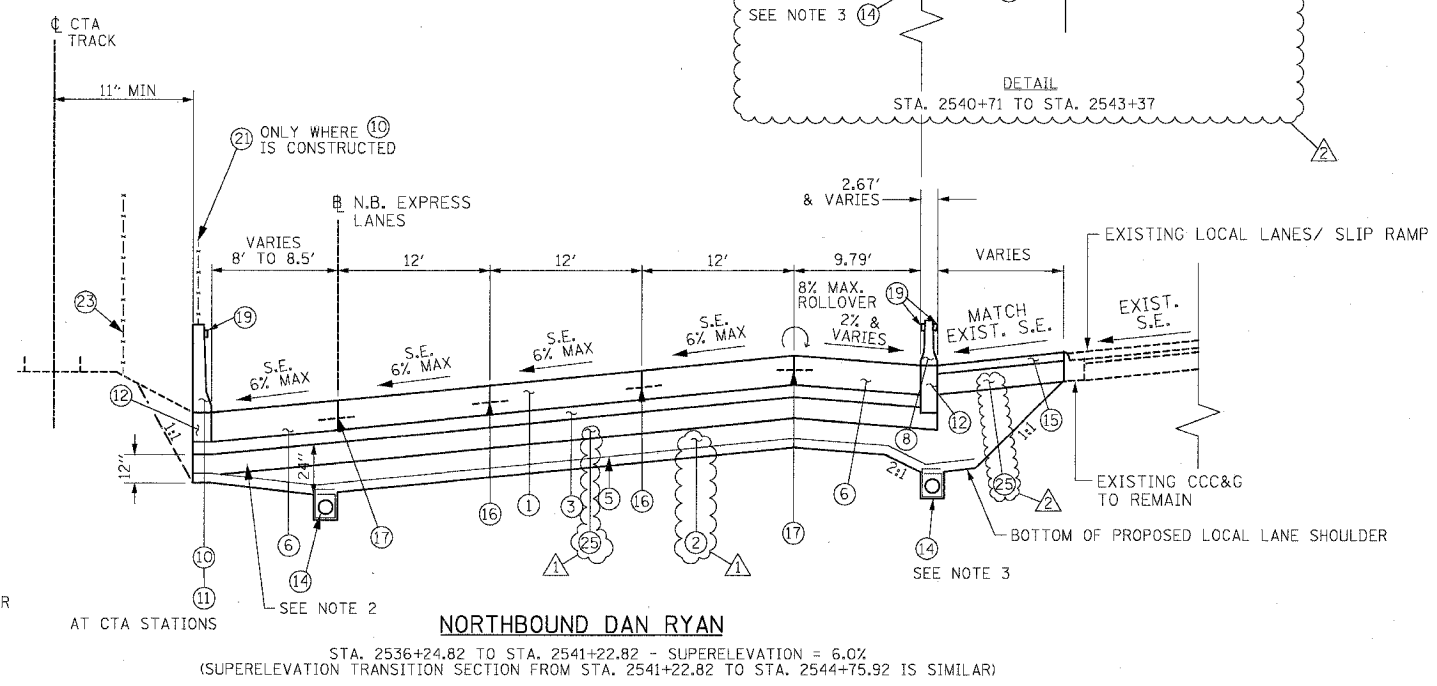 SEE NOTE 3 14
DETAIL
STA. 2540+71 TO STA. 2543+37
2
℄ CTA
TRACK
11" MIN
21 ONLY WHERE 10
IS CONSTRUCTED
2.67'
& VARIES
B N.B. EXPRESS
LANES
EXISTING LOCAL LANES/ SLIP RAMP
VARIES
8' TO 8.5'
12'
12'
12'
9.79'
VARIES
23
19
8% MAX.
ROLLOVER
2% &
VARIES
19
MATCH
EXIST. S.E.
EXIST.
S.E.
S.E.
6% MAX
S.E.
6% MAX
S.E.
6% MAX
S.E.
6% MAX
12
1:1
12"
24"
8
12
15
1:1
2:1
6
14
17
16
1
3
25
5
16
2
17
6
25
2
1
1
EXISTING CCC&G
TO REMAIN
BOTTOM OF PROPOSED LOCAL LANE SHOULDER
14
SEE NOTE 3
10
11
SEE NOTE 2
R
AT CTA STATIONS
NORTHBOUND DAN RYAN
STA. 2536+24.82 TO STA. 2541+22.82 - SUPERELEVATION = 6.0%
(SUPERELEVATION TRANSITION SECTION FROM STA. 2541+22.82 TO STA. 2544+75.92 IS SIMILAR)